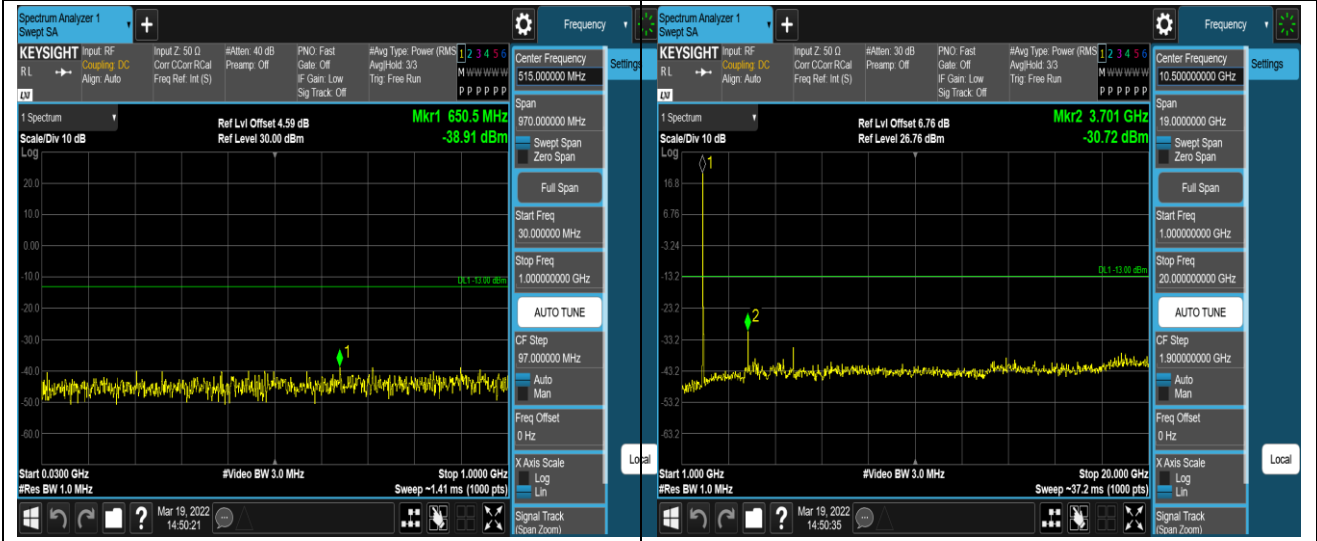 Spectrum Analyzer 1
Swept SA
Frequency
KEYSIGHT
RL
LXI
Input: RF
Coupling: DC
Align: Auto
Input Z: 50 Ω
Corr CCorr RCal
Freq Ref: Int (S)
#Atten: 40 dB
Preamp: Off
PNO: Fast
Gate: Off
IF Gain: Low
Sig Track: Off
#Avg Type: Power (RMS
Avg|Hold: 3/3
Trig: Free Run
1 2 3 4 5 6
M W W W W W
P P P P P P
1 Spectrum
Scale/Div 10 dB
Log
Ref Lvl Offset 4.59 dB
Ref Level 30.00 dBm
Mkr1 650.5 MHz
-38.91 dBm
20.0
10.0
0.00
-10.0
-20.0
-30.0
-40.0
-50.0
-60.0
DL1 -13.00 dBm
1
Start 0.0300 GHz
#Res BW 1.0 MHz
#Video BW 3.0 MHz
Stop 1.0000 GHz
Sweep ~1.41 ms (1000 pts)
Center Frequency
515.000000 MHz
Settings
Span
970.000000 MHz
Swept Span
Zero Span
Full Span
Start Freq
30.000000 MHz
Stop Freq
1.000000000 GHz
AUTO TUNE
CF Step
97.000000 MHz
Auto
Man
Freq Offset
0 Hz
X Axis Scale
Log
Lin
Local
Signal Track
(Span Zoom)
?
Mar 19, 2022
14:50:21
Spectrum Analyzer 1
Swept SA
Frequency
KEYSIGHT
RL
LXI
Input: RF
Coupling: DC
Align: Auto
Input Z: 50 Ω
Corr CCorr RCal
Freq Ref: Int (S)
#Atten: 30 dB
Preamp: Off
PNO: Fast
Gate: Off
IF Gain: Low
Sig Track: Off
#Avg Type: Power (RMS
Avg|Hold: 3/3
Trig: Free Run
1 2 3 4 5 6
M W W W W W
P P P P P P
1 Spectrum
Scale/Div 10 dB
Log
Ref Lvl Offset 6.76 dB
Ref Level 26.76 dBm
Mkr2 3.701 GHz
-30.72 dBm
16.8
6.76
-3.24
-13.2
-23.2
-33.2
-43.2
-53.2
-63.2
DL1 -13.00 dBm
1
2
Start 1.000 GHz
#Res BW 1.0 MHz
#Video BW 3.0 MHz
Stop 20.000 GHz
Sweep ~37.2 ms (1000 pts)
Center Frequency
10.500000000 GHz
Settings
Span
19.0000000 GHz
Swept Span
Zero Span
Full Span
Start Freq
1.000000000 GHz
Stop Freq
20.000000000 GHz
AUTO TUNE
CF Step
1.900000000 GHz
Auto
Man
Freq Offset
0 Hz
X Axis Scale
Log
Lin
Local
Signal Track
(Span Zoom)
?
Mar 19, 2022
14:50:35